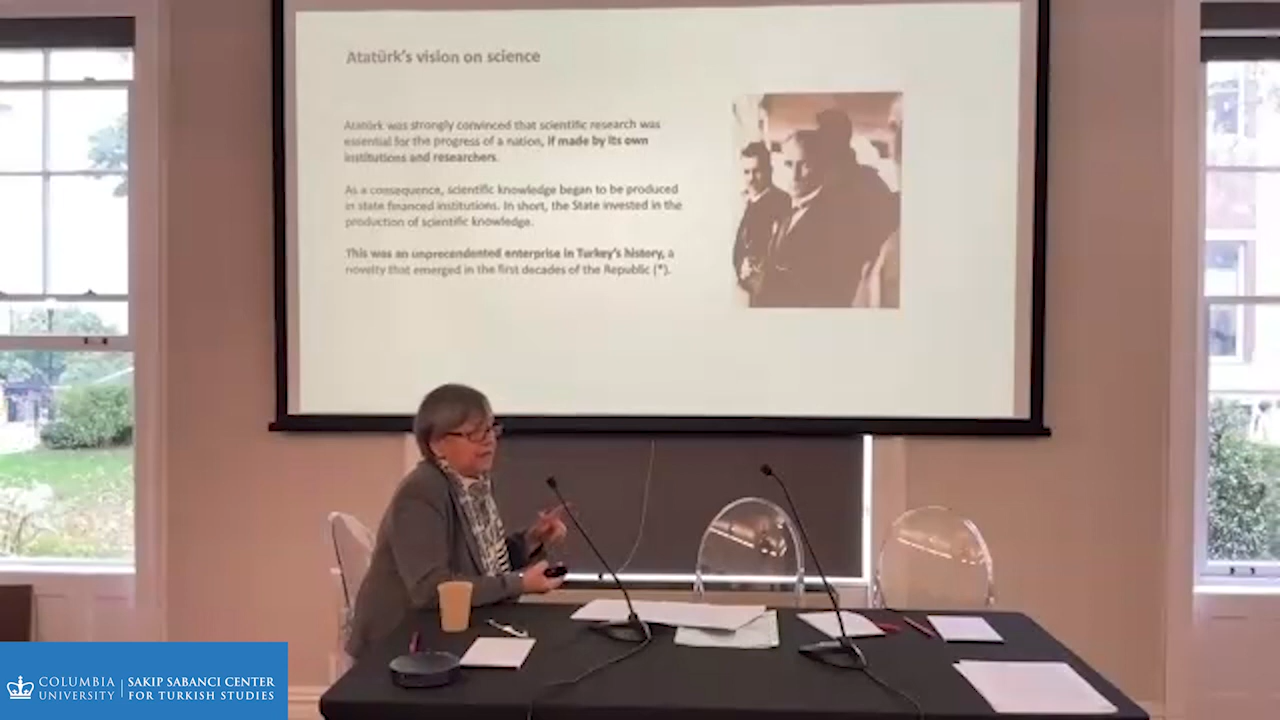 Atatürk's vision on science
Atatürk was strongly convinced that scientific research was
essential for the progress of a nation, if made by its own
institutions and researchers.
As a consequence, scientific knowledge began to be produced
in state financed institutions. In short, the State invested in the
production of scientific knowledge.
This was an unprecendented enterprise in Turkey's history, a
novelty that emerged in the first decades of the Republic (*).
COLUMBIA
UNIVERSITY
SAKIP SABANCI CENTER
FOR TURKISH STUDIES